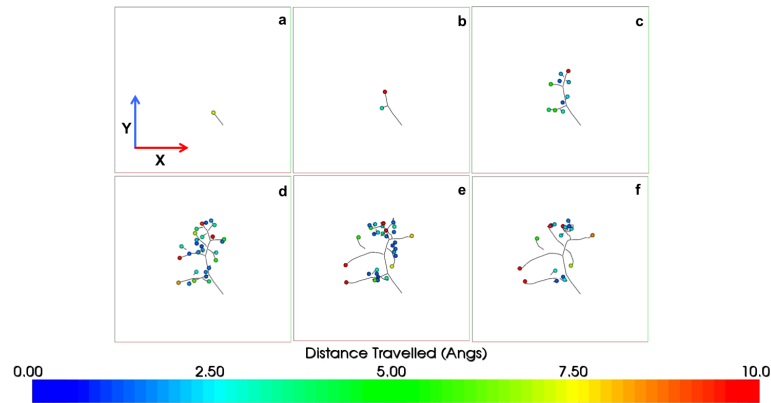 a
b
c
Y
X
d
e
f
Distance Travelled (Angs)
0.00 2.50 5.00 7.50 10.0